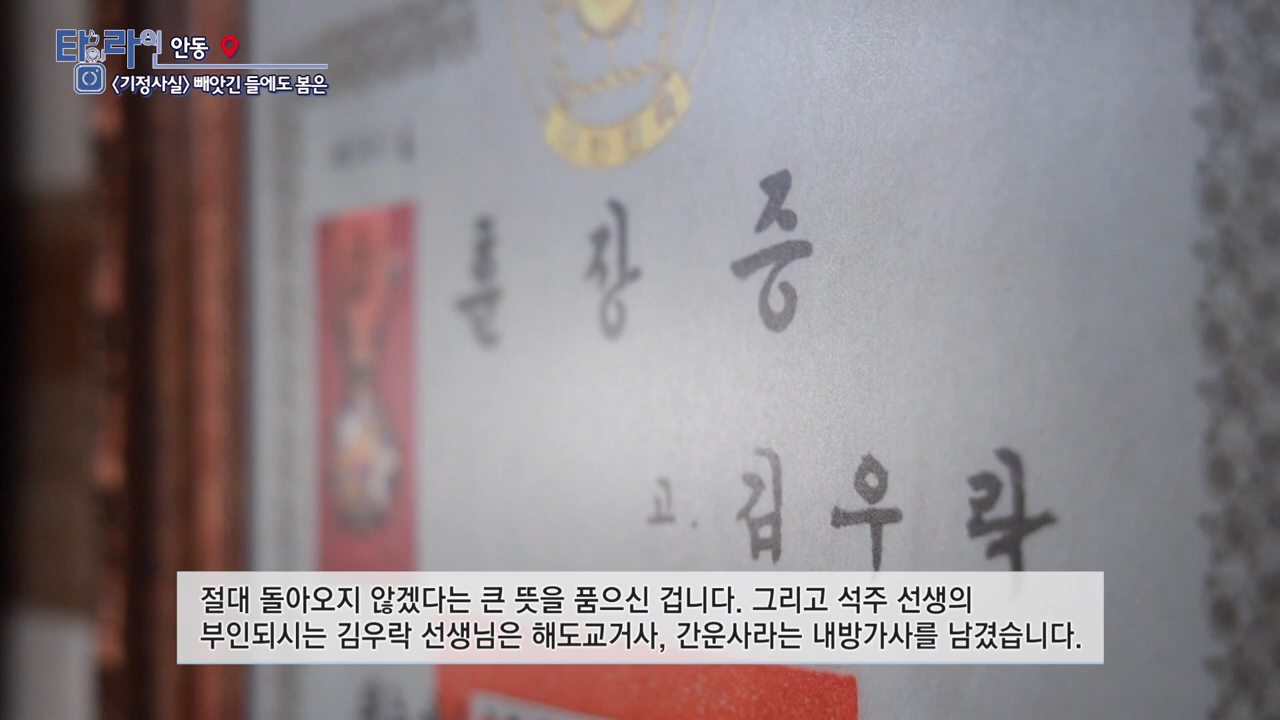 타라의 안동
<기정사실> 빼앗긴 들에도 봄은
훈장증
고. 김우락
절대 돌아오지 않겠다는 큰 뜻을 품으신 겁니다. 그리고 석주 선생의
부인되시는 김우락 선생님은 해도교거사, 간운사라는 내방가사를 남겼습니다.